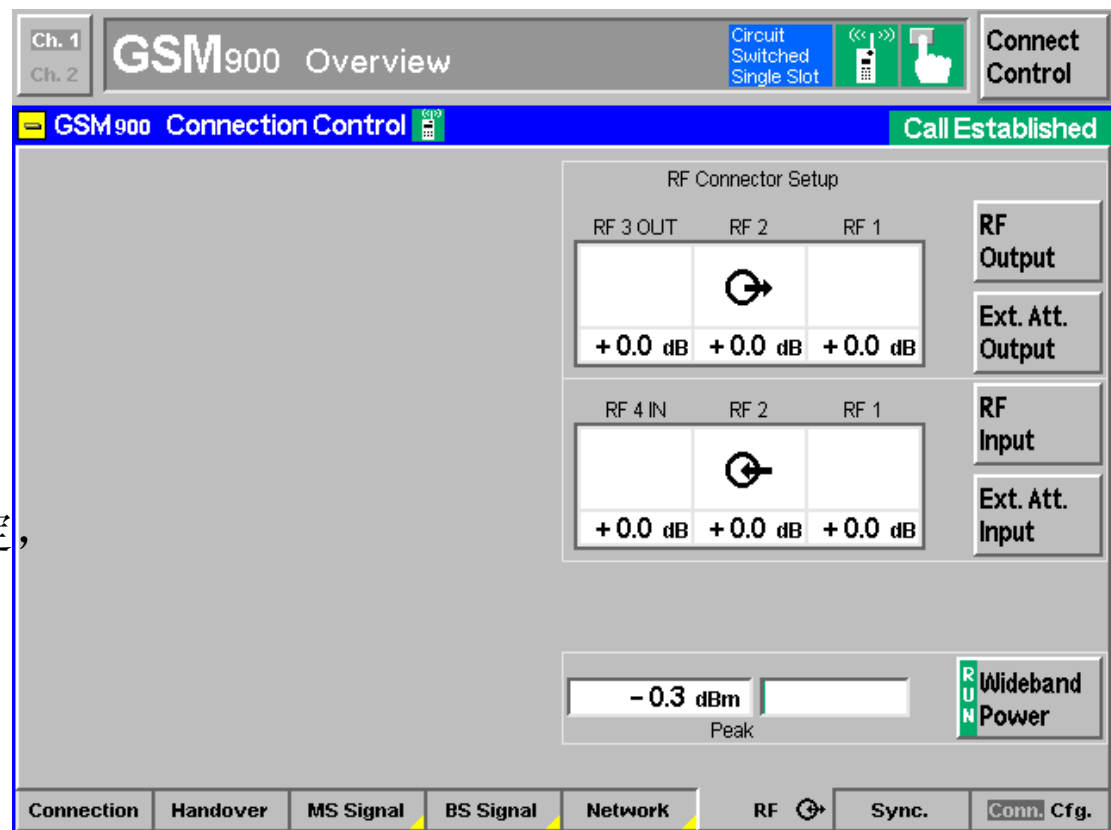 Ch. 1
Ch. 2
GSM900 Overview
Circuit
Switched
Single Slot
Connect
Control
GSM 900 Connection Control
Call Established
RF Connector Setup
RF 3 OUT RF 2 RF 1
+ 0.0 dB + 0.0 dB + 0.0 dB
RF
Output
Ext. Att.
Output
RF 4 IN RF 2 RF 1
+ 0.0 dB + 0.0 dB + 0.0 dB
RF
Input
Ext. Att.
Input
,
– 0.3 dBm
Peak
RUN
Wideband
Power
Connection Handover MS Signal BS Signal Network RF Sync. Conn. Cfg.